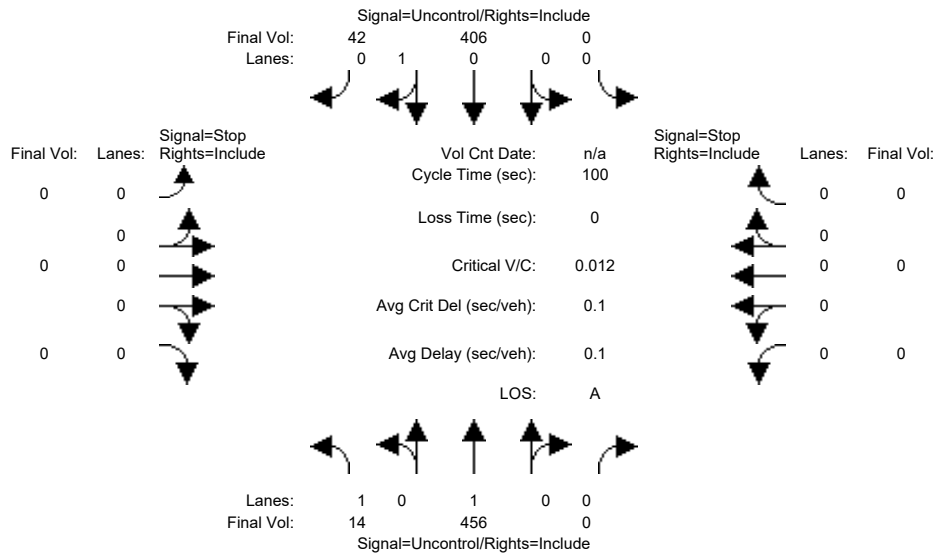 Signal=Uncontrol/Rights=Include
Final Vol: 42 406 0
Lanes: 0 1 0 0 0
Signal=Stop Signal=Stop
Final Vol: Lanes: Rights=Include Vol Cnt Date: n/a Rights=Include Lanes: Final Vol:
Cycle Time (sec): 100
0 0 0 0
Loss Time (sec): 0
0 0
0 0 Critical V/C: 0.012 0 0
0 Avg Crit Del (sec/veh): 0.1 0
0 0 Avg Delay (sec/veh): 0.1 0 0
LOS: A
Lanes: 1 0 1 0 0
Final Vol: 14 456 0
Signal=Uncontrol/Rights=Include